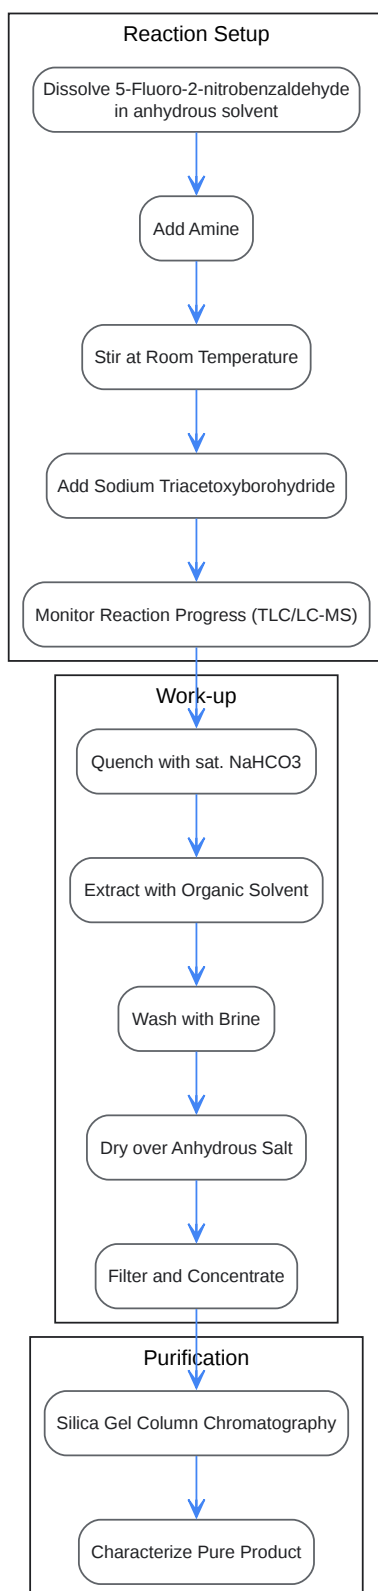 Reaction Setup
Dissolve 5-Fluoro-2-nitrobenzaldehyde
in anhydrous solvent
Add Amine
Stir at Room Temperature
Add Sodium Triacetoxyborohydride
Monitor Reaction Progress (TLC/LC-MS)
Work-up
Quench with sat. NaHCO3
Extract with Organic Solvent
Wash with Brine
Dry over Anhydrous Salt
Filter and Concentrate
Purification
Silica Gel Column Chromatography
Characterize Pure Product